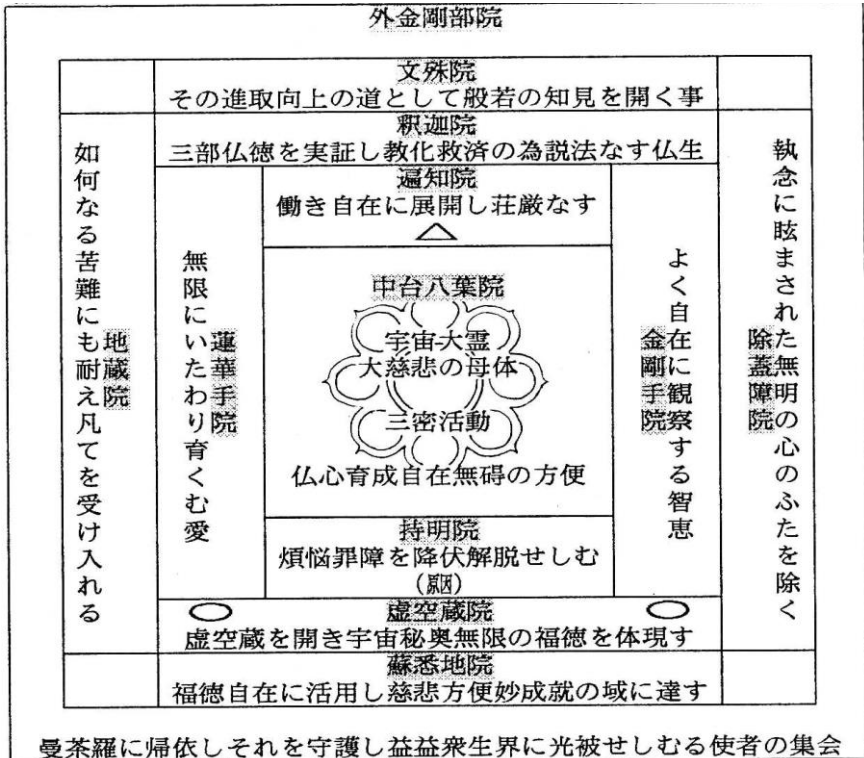 外金剛部院
文殊院
その進取向上の道として般若の知見を開く事
釈迦院
三部仏徳を実証し教化救済の為説法なす仏生
遍知院
働き自在に展開し荘厳なす
執念に眩まされた無明の心のふたを除く
除蓋障院
よく自在に観察する智恵
金剛手院
中台八葉院
宇宙大霊
大慈悲の母体
三密活動
仏心育成自在無碍の方便
蓮華手院
無限にいたわり育くむ愛
地蔵院
如何なる苦難にも耐え凡てを受け入れる
持明院
煩悩罪障を降伏解脱せしむ
虚空蔵院
虚空蔵を開き宇宙秘奥無限の福徳を体現す
蘇悉地院
福徳自在に活用し慈悲方便妙成就の域に達す
曼荼羅に帰依しそれを守護し益益衆生界に光被せしむる使者の集会